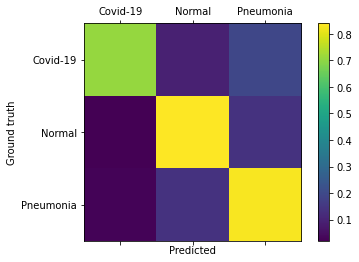 Covid-19 Normal Pneumonia
Covid-19
Normal
Pneumonia
Ground truth
Predicted
0.8
0.7
0.6
0.5
0.4
0.3
0.2
0.1